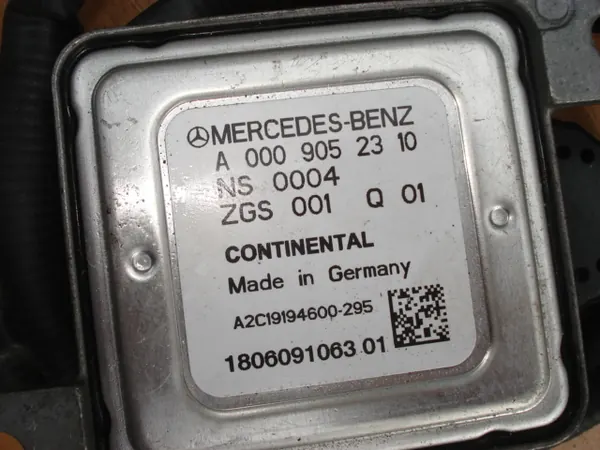 MERCEDES-BENZ
A 000 905 23 10
NS 0004
ZGS 001 Q 01
CONTINENTAL
Made in Germany
A2C19194600-295
1806091063 01